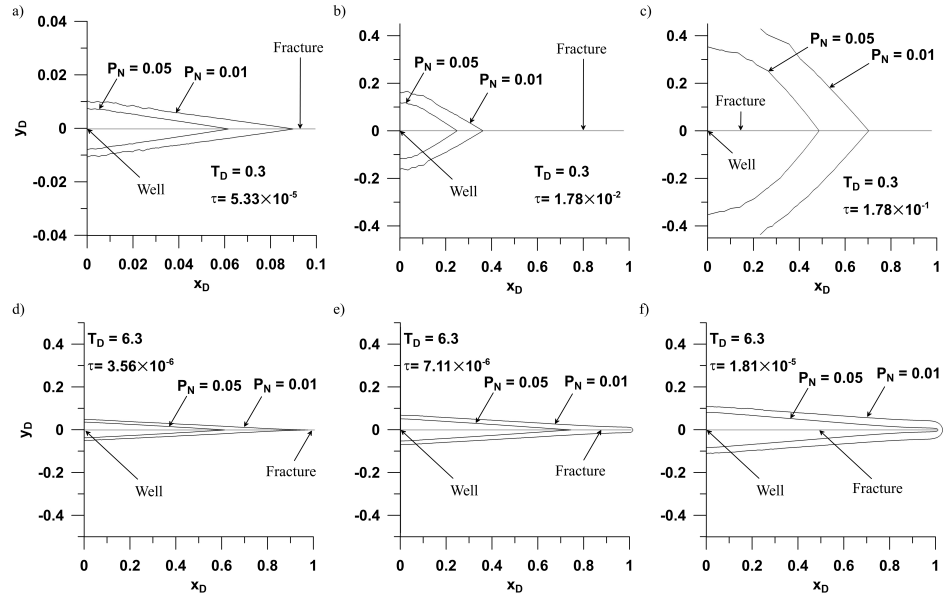 a)
0.04
0.02
0
-0.02
-0.04
y_D
P_N = 0.05
P_N = 0.01
Fracture
Well
T_D = 0.3
τ= 5.33×10^-5
0 0.02 0.04 0.06 0.08 0.1
x_D
b)
0.4
0.2
0
-0.2
-0.4
P_N = 0.05
P_N = 0.01
Fracture
Well
T_D = 0.3
τ= 1.78×10^-2
0 0.2 0.4 0.6 0.8 1
x_D
c)
0.4
0.2
0
-0.2
-0.4
P_N = 0.05
P_N = 0.01
Fracture
Well
T_D = 0.3
τ= 1.78×10^-1
0 0.2 0.4 0.6 0.8 1
x_D
d)
0.4
0.2
0
-0.2
-0.4
y_D
T_D = 6.3
τ= 3.56×10^-6
P_N = 0.05
P_N = 0.01
Fracture
Well
0 0.2 0.4 0.6 0.8 1
x_D
e)
0.4
0.2
0
-0.2
-0.4
T_D = 6.3
τ= 7.11×10^-6
P_N = 0.05
P_N = 0.01
Fracture
Well
0 0.2 0.4 0.6 0.8 1
x_D
f)
0.4
0.2
0
-0.2
-0.4
T_D = 6.3
τ= 1.81×10^-5
P_N = 0.05
P_N = 0.01
Well
Fracture
0 0.2 0.4 0.6 0.8 1
x_D